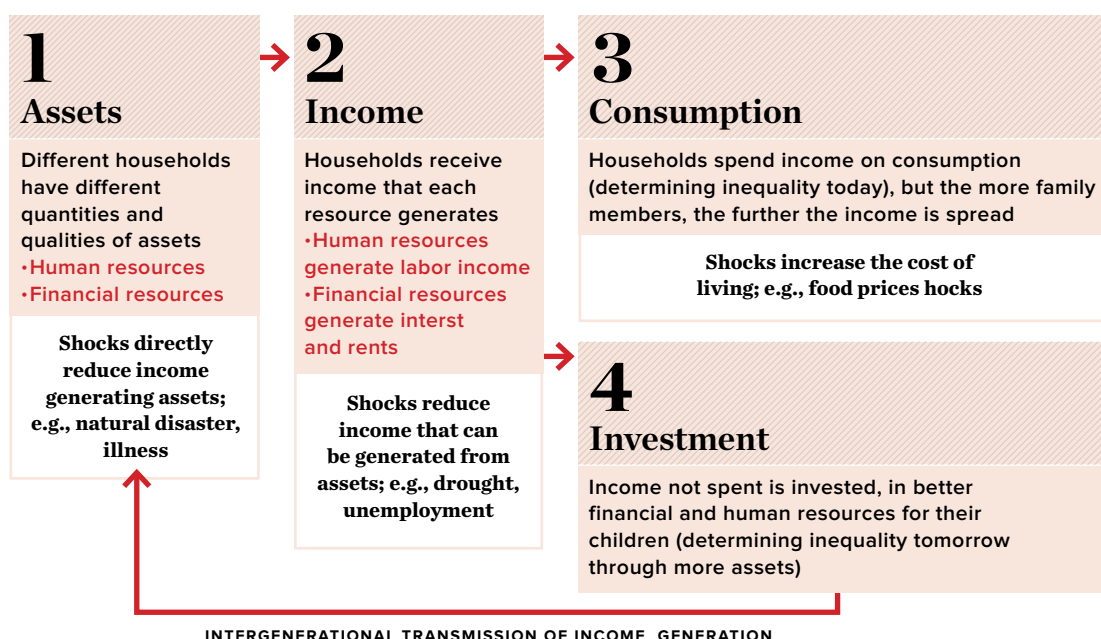 1
Assets
Different households
have different
quantities and
qualities of assets
•Human resources
•Financial resources
Shocks directly
reduce income
generating assets;
e.g., natural disaster,
illness
2
Income
Households receive
income that each
resource generates
•Human resources
generate labor income
•Financial resources
generate interst
and rents
Shocks reduce
income that can
be generated from
assets; e.g., drought,
unemployment
3
Consumption
Households spend income on consumption
(determining inequality today), but the more family
members, the further the income is spread
Shocks increase the cost of
living; e.g., food prices hocks
4
Investment
Income not spent is invested, in better
financial and human resources for their
children (determining inequality tomorrow
through more assets)
INTERGENERATIONAL TRANSMISSION OF INCOME GENERATION